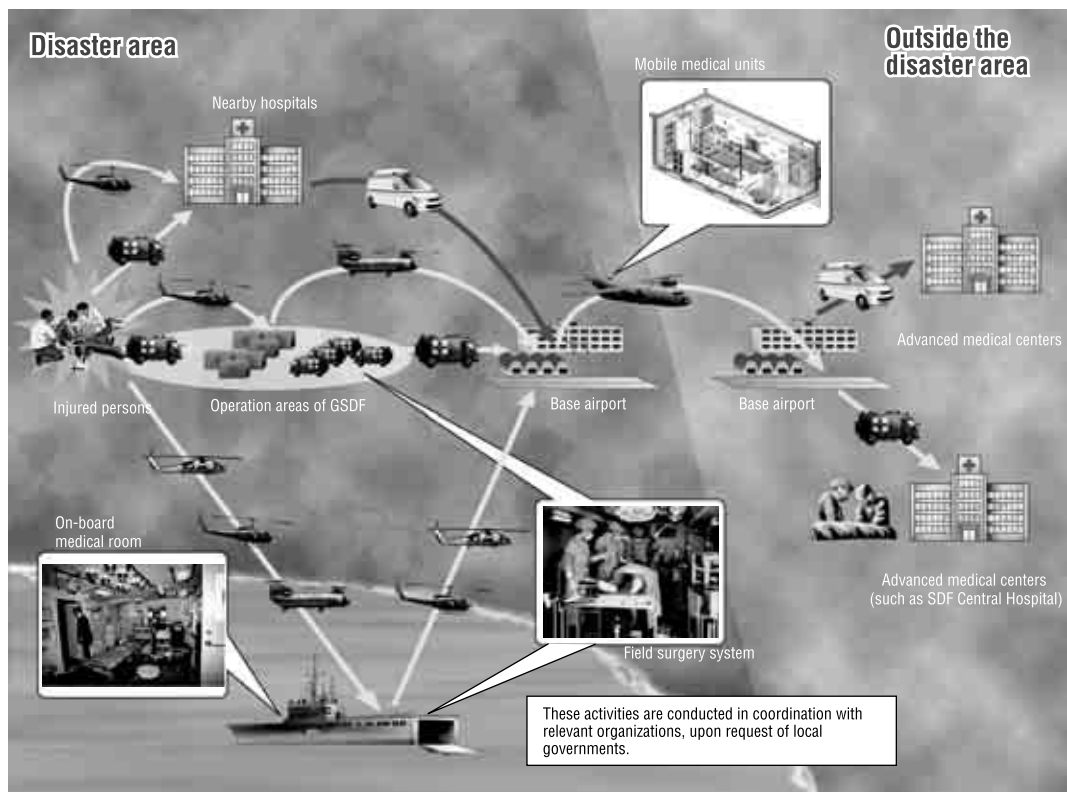 Disaster area
Outside the
disaster area
Mobile medical units
Nearby hospitals
Advanced medical centers
Injured persons
Operation areas of GSDF
Base airport
Base airport
On-board
medical room
Advanced medical centers
(such as SDF Central Hospital)
Field surgery system
These activities are conducted in coordination with
relevant organizations, upon request of local
governments.